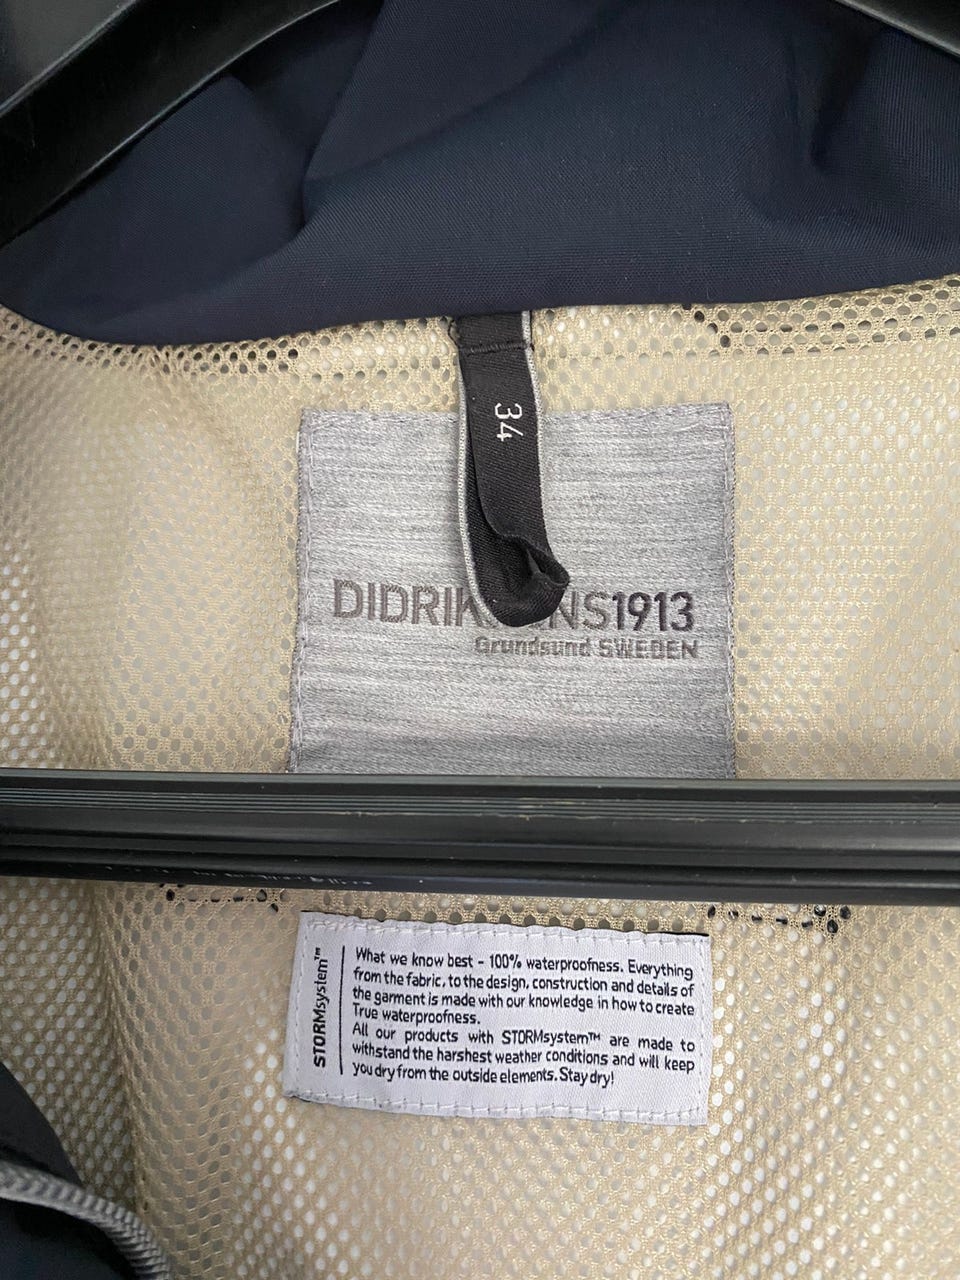 34
DIDRIKSONS1913
Grundsund SWEDEN
STORMsystem™
What we know best - 100% waterproofness. Everything
from the fabric, to the design, construction and details of
the garment is made with our knowledge in how to create
True waterproofness.
All our products with STORMsystem™ are made to
withstand the harshest weather conditions and will keep
you dry from the outside elements. Stay dry!